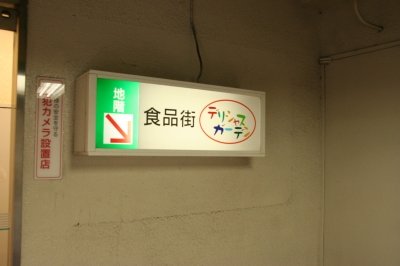 地階
食品街
デリシャス
ガーデン
犯カメラ設置店